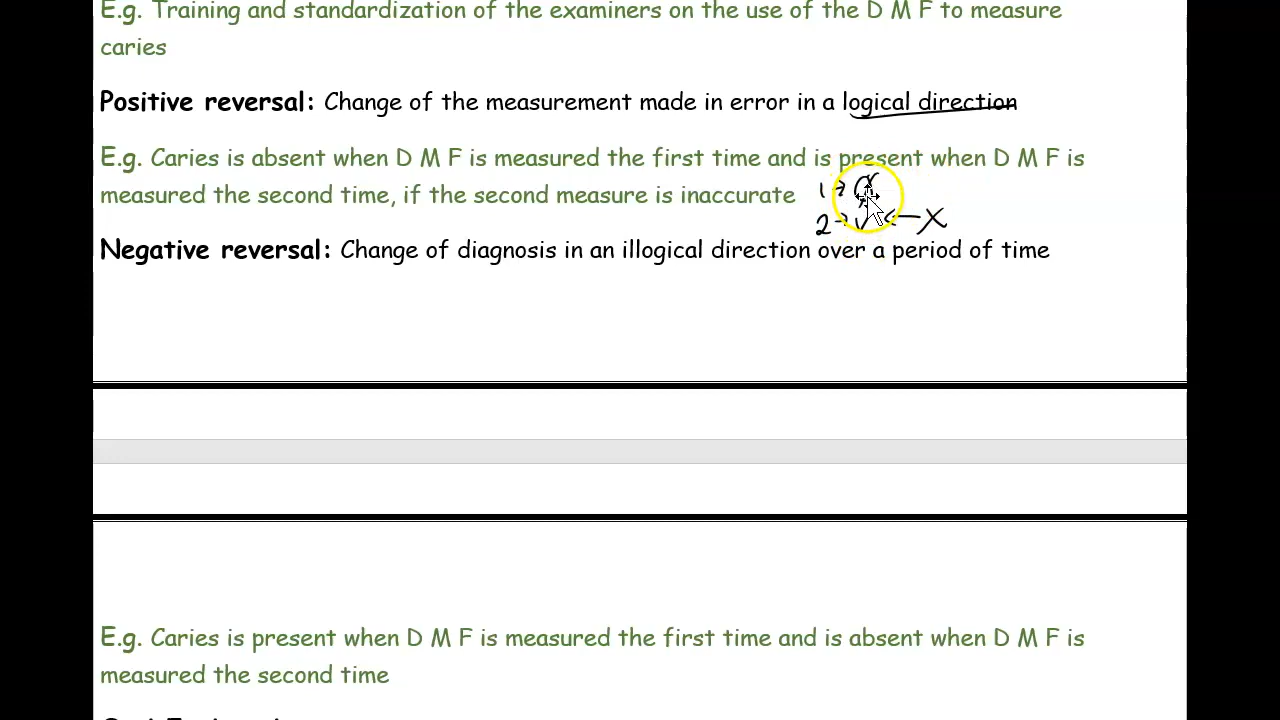 E.g. Training and standardization of the examiners on the use of the D M F to measure
caries
Positive reversal: Change of the measurement made in error in a logical direction
E.g. Caries is absent when D M F is measured the first time and is present when D M F is
measured the second time, if the second measure is inaccurate
1→
2→ ← X
Negative reversal: Change of diagnosis in an illogical direction over a period of time
E.g. Caries is present when D M F is measured the first time and is absent when D M F is
measured the second time